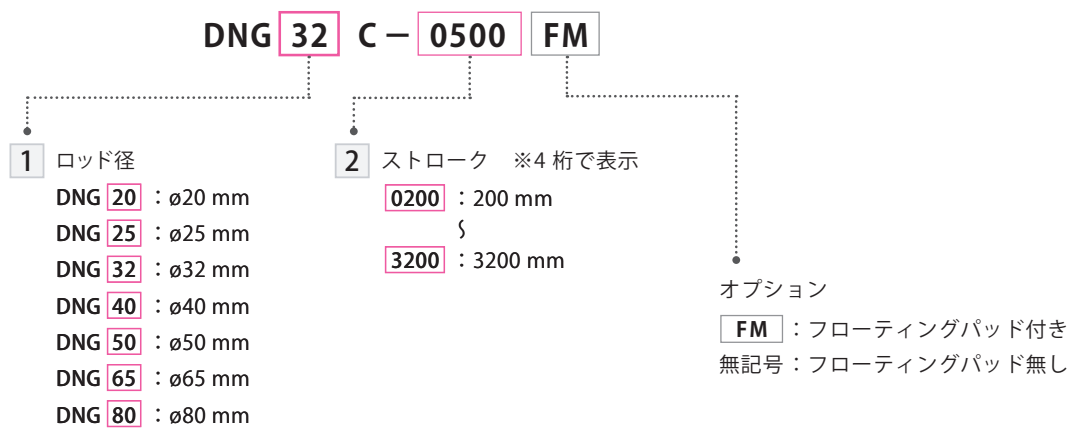 DNG 32 C － 0500 FM
1 ロッド径
DNG 20 ：ø20 mm
DNG 25 ：ø25 mm
DNG 32 ：ø32 mm
DNG 40 ：ø40 mm
DNG 50 ：ø50 mm
DNG 65 ：ø65 mm
DNG 80 ：ø80 mm
2 ストローク ※4 桁で表示
0200 ：200 mm
〜
3200 ：3200 mm
オプション
FM ：フローティングパッド付き
無記号：フローティングパッド無し